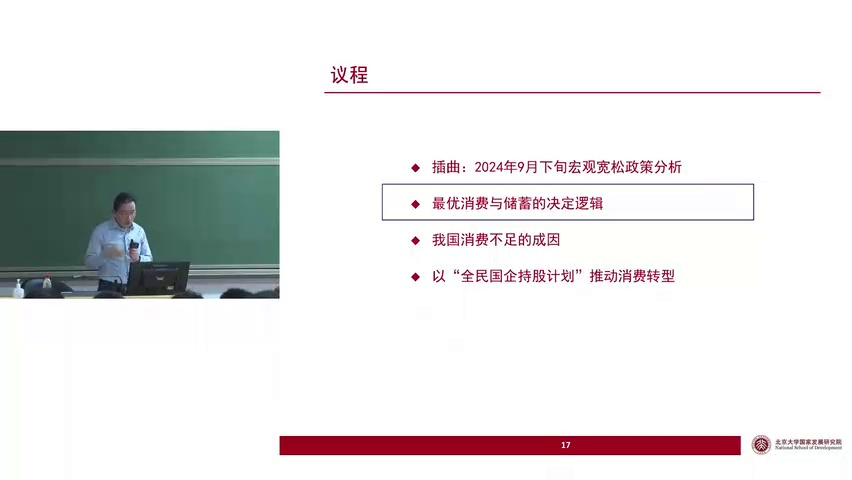 议程
插曲：2024年9月下旬宏观宽松政策分析
最优消费与储蓄的决定逻辑
我国消费不足的成因
以“全民国企持股计划”推动消费转型
17
北京大学国家发展研究院
National School of Development